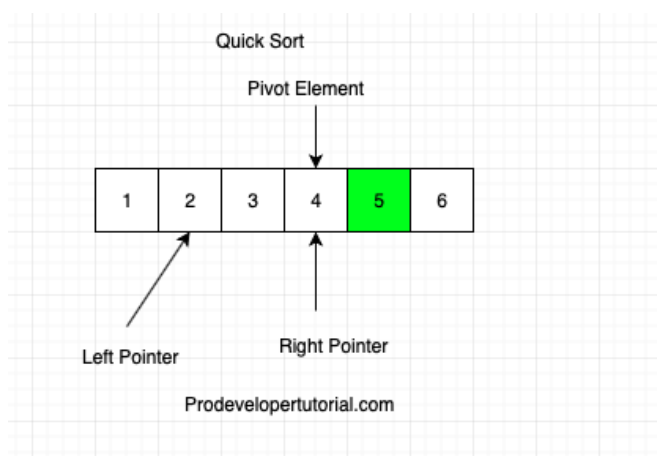 Quick Sort
Pivot Element
1 2 3 4 5 6
Left Pointer
Right Pointer
Prodevelopertutorial.com